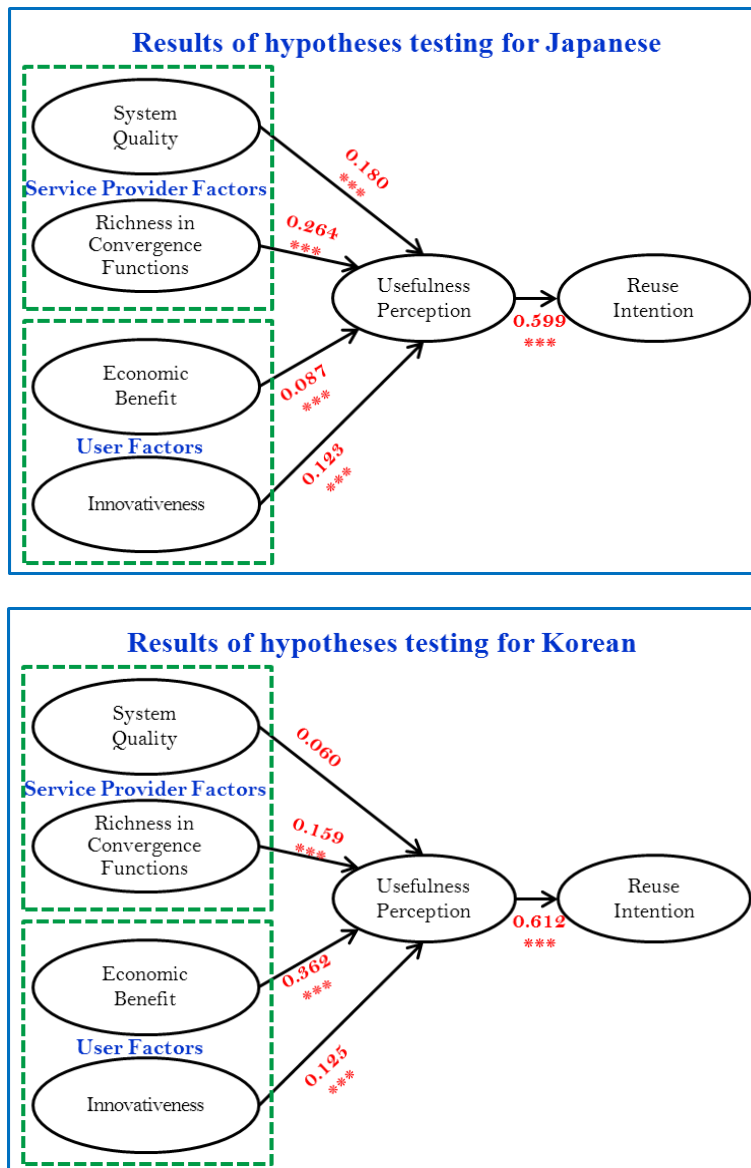 Results of hypotheses testing for Japanese
System
Quality
0.180
***
Service Provider Factors
Richness in
Convergence
Functions
0.264
***
Usefulness
Perception
Reuse
Intention
0.599
***
Economic
Benefit
0.087
***
User Factors
Innovativeness
0.123
***
Results of hypotheses testing for Korean
System
Quality
0.060
Service Provider Factors
Richness in
Convergence
Functions
0.159
***
Usefulness
Perception
Reuse
Intention
0.612
***
Economic
Benefit
0.362
***
User Factors
Innovativeness
0.125
***